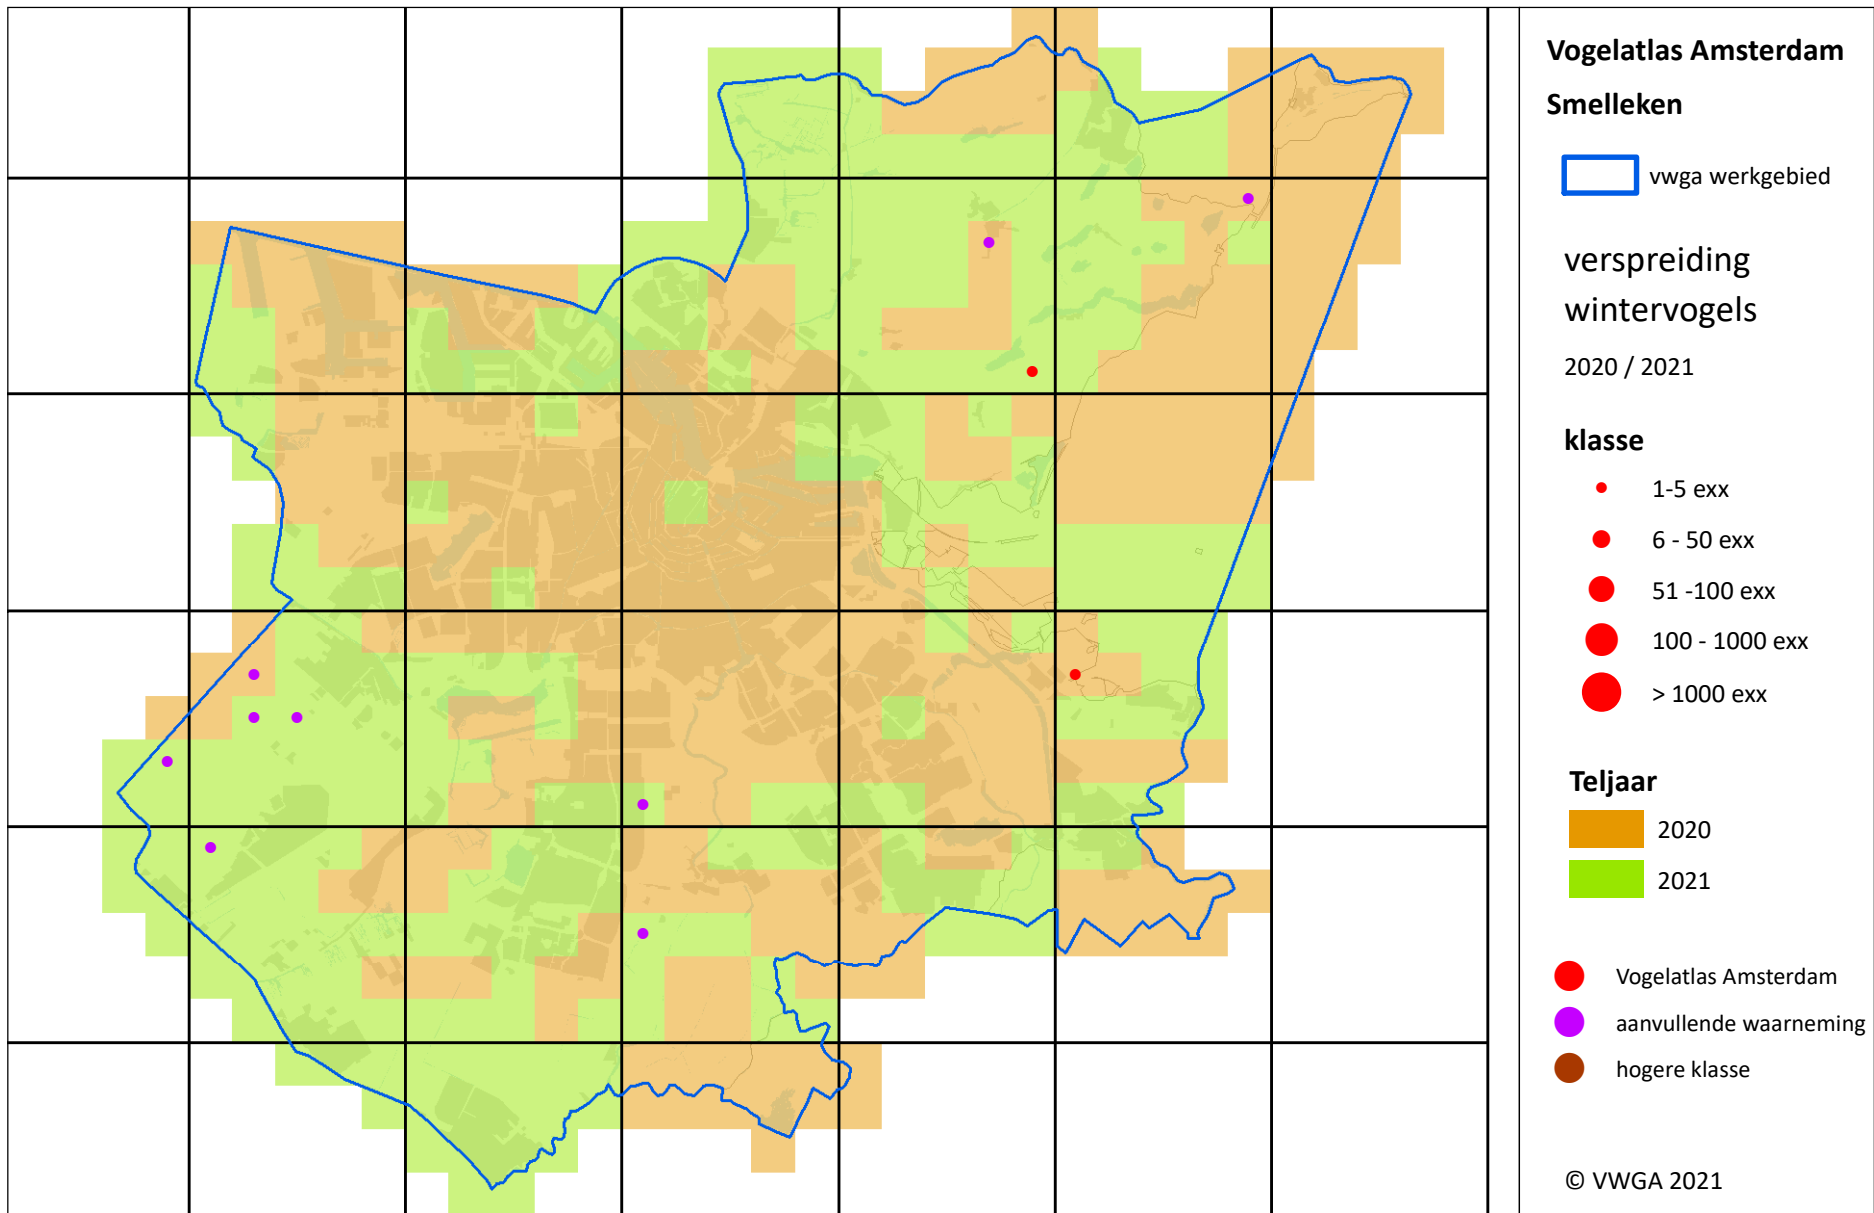 Vogelatlas Amsterdam
Smelleken
vwga werkgebied
verspreiding
wintervogels
2020 / 2021
klasse
1-5 exx
6 - 50 exx
51 -100 exx
100 - 1000 exx
> 1000 exx
Teljaar
2020
2021
Vogelatlas Amsterdam
aanvullende waarneming
hogere klasse
© VWGA 2021